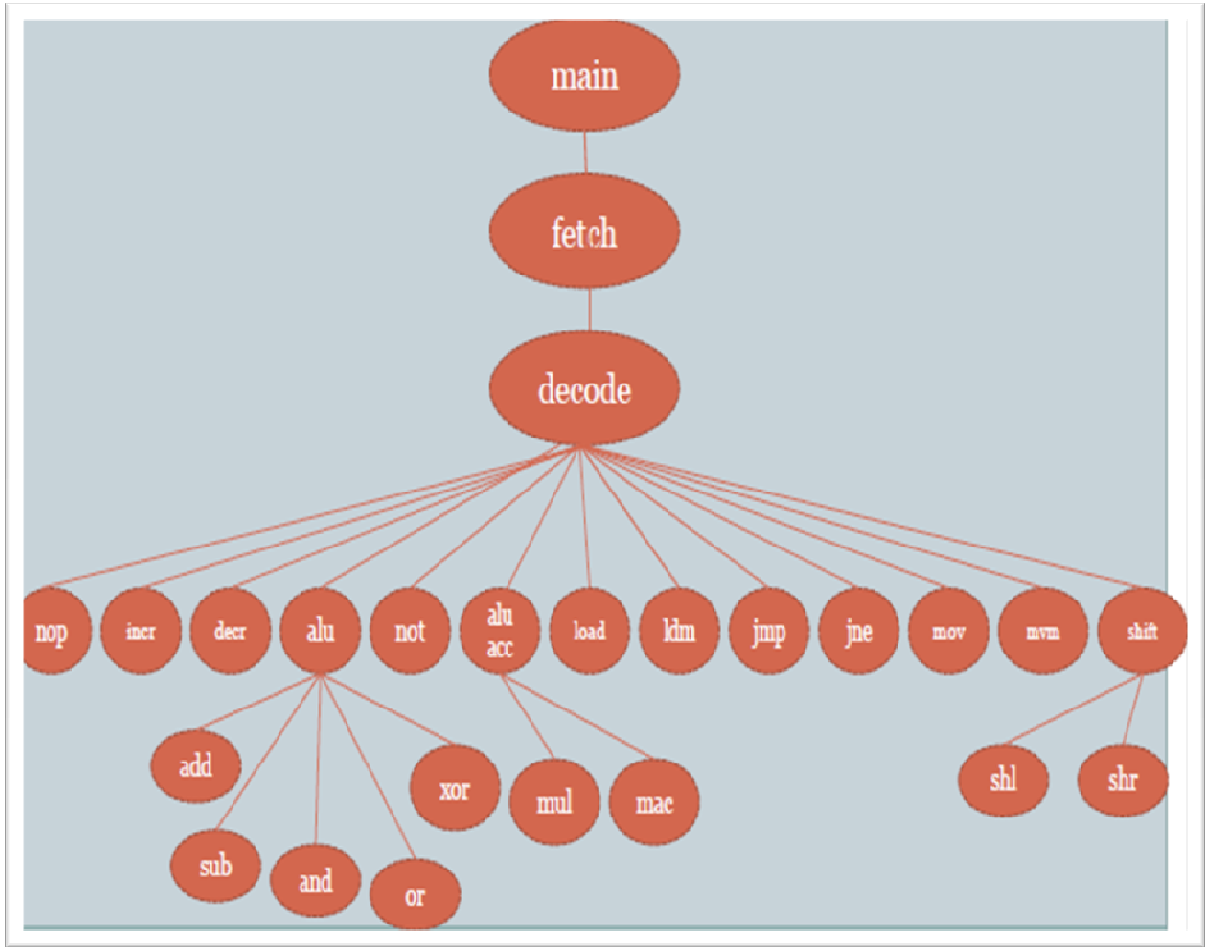 main
fetch
decode
nop
incr
decr
alu
not
alu
acc
load
ldm
jmp
jne
mov
mvm
shift
add
sub
and
or
xor
mul
mac
shl
shr